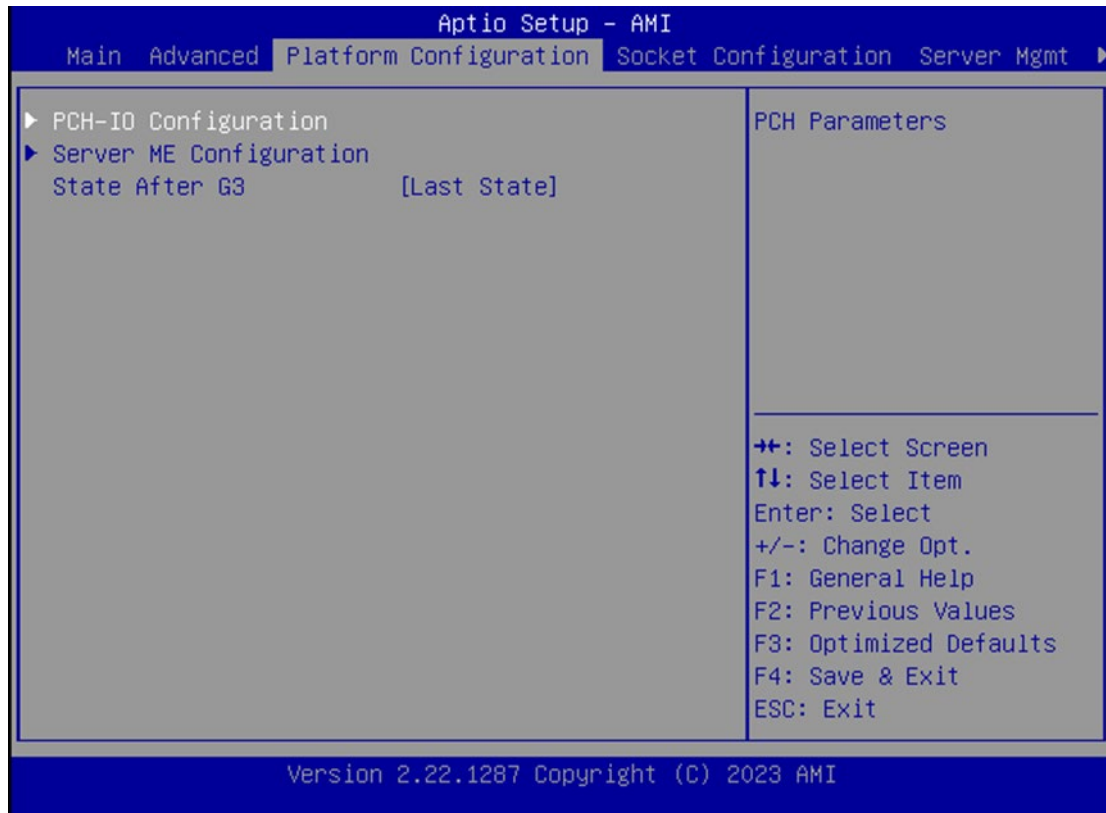 Aptio Setup – AMI
Main Advanced Platform Configuration Socket Configuration Server Mgmt ▶
▶ PCH-IO Configuration
▶ Server ME Configuration
State After G3 [Last State]
PCH Parameters
→←: Select Screen
↑↓: Select Item
Enter: Select
+/-: Change Opt.
F1: General Help
F2: Previous Values
F3: Optimized Defaults
F4: Save & Exit
ESC: Exit
Version 2.22.1287 Copyright (C) 2023 AMI